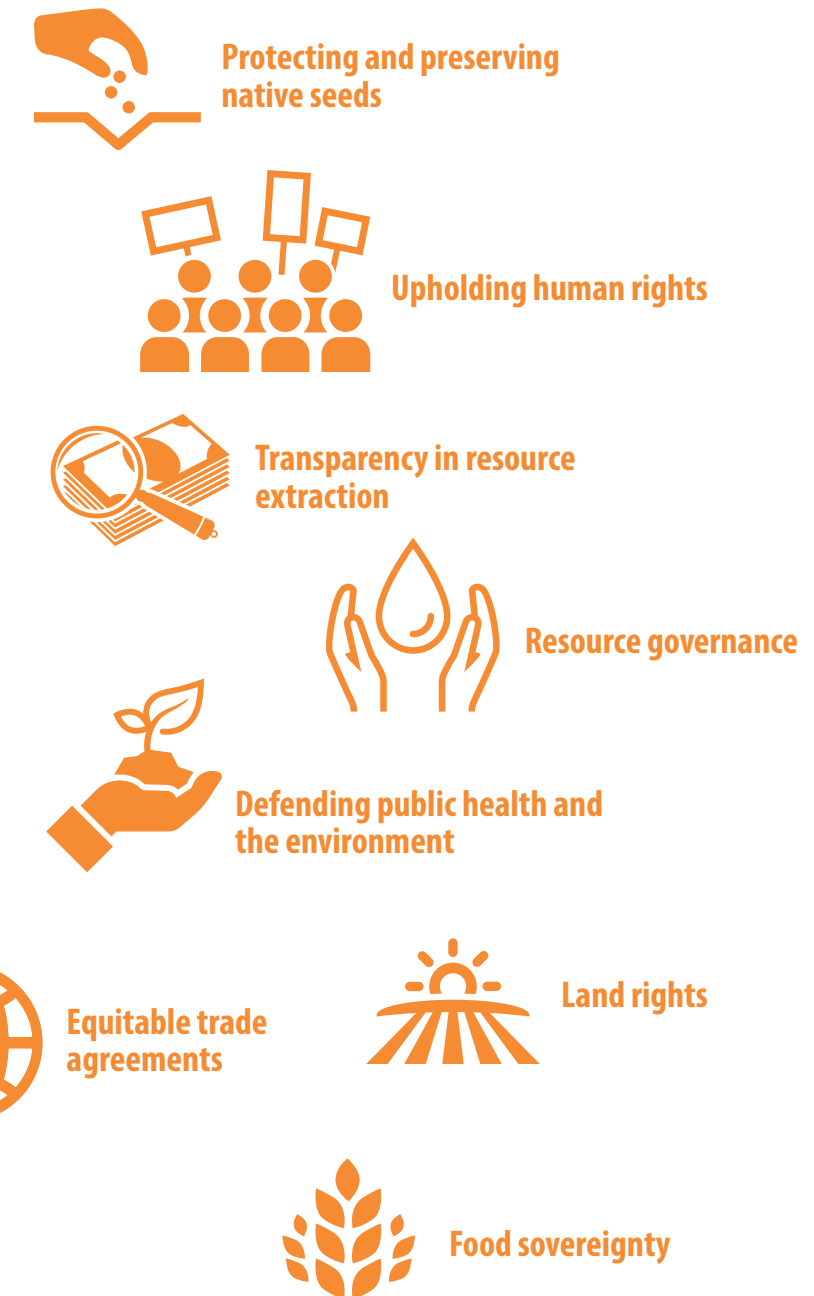 Protecting and preserving
native seeds
Upholding human rights
Transparency in resource
extraction
Resource governance
Defending public health and
the environment
Land rights
Equitable trade
agreements
Food sovereignty